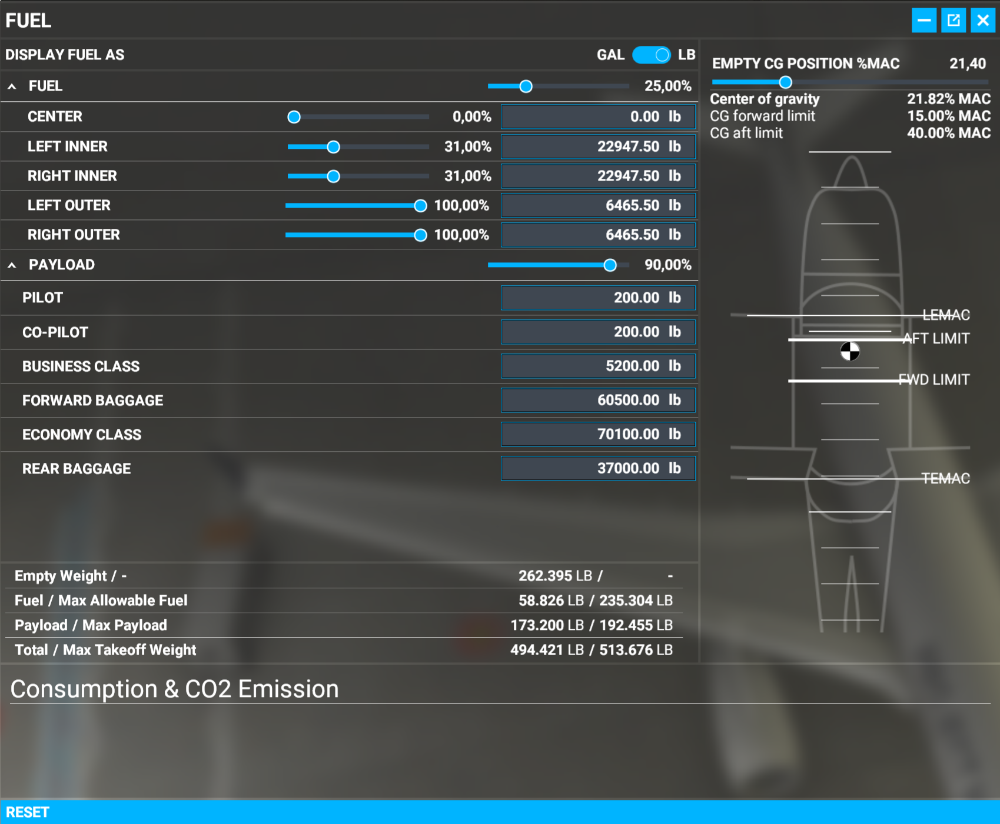 FUEL
DISPLAY FUEL AS GAL LB
FUEL 25,00%
CENTER 0,00% 0.00 lb
LEFT INNER 31,00% 22947.50 lb
RIGHT INNER 31,00% 22947.50 lb
LEFT OUTER 100,00% 6465.50 lb
RIGHT OUTER 100,00% 6465.50 lb
PAYLOAD 90,00%
PILOT 200.00 lb
CO-PILOT 200.00 lb
BUSINESS CLASS 5200.00 lb
FORWARD BAGGAGE 60500.00 lb
ECONOMY CLASS 70100.00 lb
REAR BAGGAGE 37000.00 lb
Empty Weight / - 262.395 LB / -
Fuel / Max Allowable Fuel 58.826 LB / 235.304 LB
Payload / Max Payload 173.200 LB / 192.455 LB
Total / Max Takeoff Weight 494.421 LB / 513.676 LB
EMPTY CG POSITION %MAC 21,40
Center of gravity 21.82% MAC
CG forward limit 15.00% MAC
CG aft limit 40.00% MAC
LEMAC
AFT LIMIT
FWD LIMIT
TEMAC
Consumption & CO2 Emission
RESET